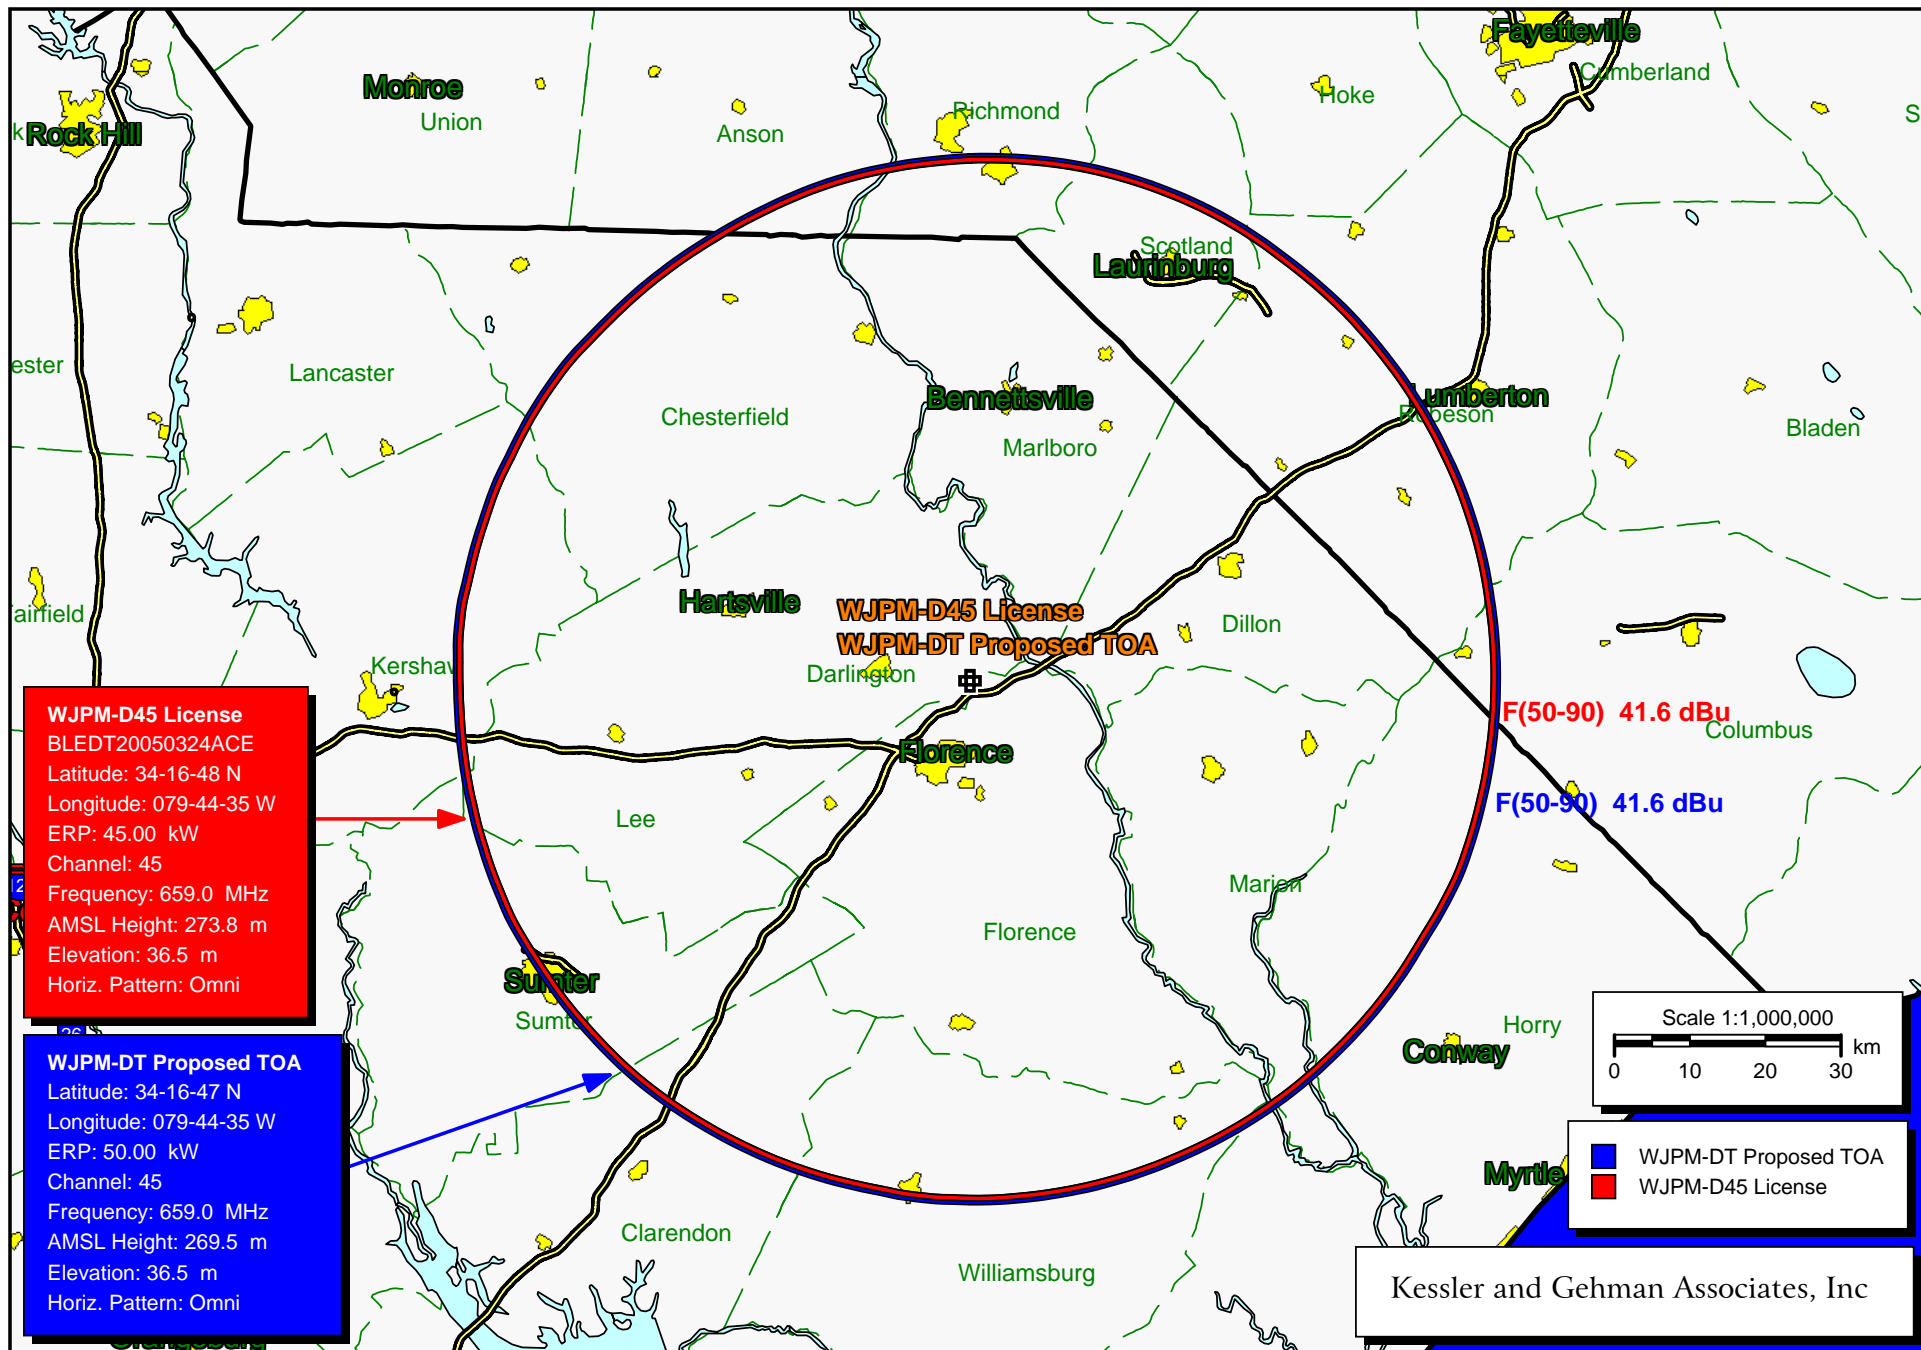 Fayetteville
Cumberland
Monroe
Union
Hoke
Richmond
Anson
Rock Hill
Scotland
Laurinburg
ester
Lancaster
Chesterfield
Bennettsville
Marlboro
Lumberton
Robeson
Bladen
Hartsville
WJPM-D45 License
WJPM-DT Proposed TOA
Dillon
airfield
Kershaw
Darlington
F(50-90) 41.6 dBu
Columbus
Florence
F(50-90) 41.6 dBu
Lee
Marion
Florence
Sumter
Sumter
Horry
Conway
Myrtle
Clarendon
Williamsburg
Orangeburg
26
WJPM-D45 License
BLEDT20050324ACE
Latitude: 34-16-48 N
Longitude: 079-44-35 W
ERP: 45.00 kW
Channel: 45
Frequency: 659.0 MHz
AMSL Height: 273.8 m
Elevation: 36.5 m
Horiz. Pattern: Omni
WJPM-DT Proposed TOA
Latitude: 34-16-47 N
Longitude: 079-44-35 W
ERP: 50.00 kW
Channel: 45
Frequency: 659.0 MHz
AMSL Height: 269.5 m
Elevation: 36.5 m
Horiz. Pattern: Omni
Scale 1:1,000,000
km
0 10 20 30
WJPM-DT Proposed TOA
WJPM-D45 License
Kessler and Gehman Associates, Inc